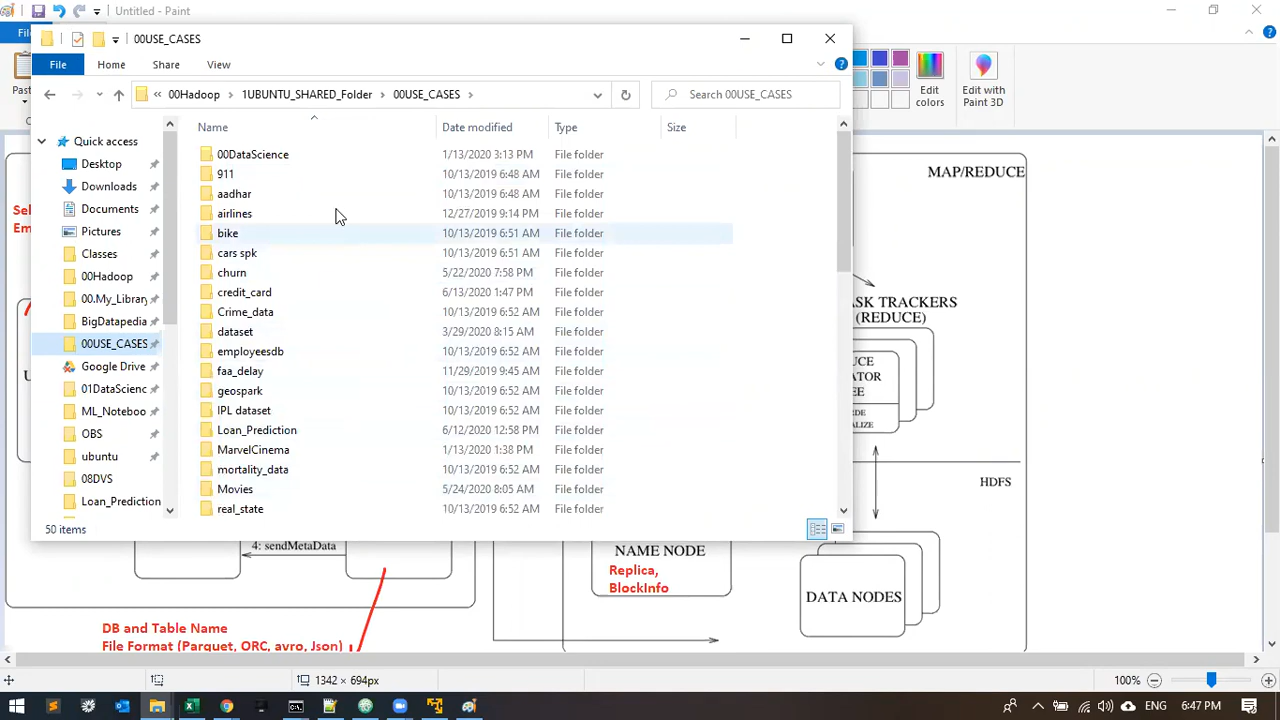 Untitled - Paint
00USE_CASES
File
Home
Share
View
00Hadoop
1UBUNTU_SHARED_Folder
00USE_CASES
Search 00USE_CASES
Past
Edit
colors
Edit with
Paint 3D
Name
Date modified
Type
Size
Quick access
Desktop
Downloads
Documents
Pictures
Classes
00Hadoop
00.My_Library
BigDatapedia
00USE_CASES
Google Drive
01DataScienc
ML_Noteboo
OBS
ubuntu
08DVS
Loan_Prediction
00DataScience 1/13/2020 3:13 PM File folder
911 10/13/2019 6:48 AM File folder
aadhar 10/13/2019 6:48 AM File folder
airlines 12/27/2019 9:14 PM File folder
bike 10/13/2019 6:51 AM File folder
cars spk 10/13/2019 6:51 AM File folder
churn 5/22/2020 7:58 PM File folder
credit_card 6/13/2020 1:47 PM File folder
Crime_data 10/13/2019 6:52 AM File folder
dataset 3/29/2020 8:15 AM File folder
employeesdb 10/13/2019 6:52 AM File folder
faa_delay 11/29/2019 9:45 AM File folder
geospark 10/13/2019 6:52 AM File folder
IPL dataset 10/13/2019 6:52 AM File folder
Loan_Prediction 6/12/2020 12:58 PM File folder
MarvelCinema 1/13/2020 1:38 PM File folder
mortality_data 10/13/2019 6:52 AM File folder
Movies 5/24/2020 8:05 AM File folder
real_state 10/13/2019 6:52 AM File folder
50 items
MAP/REDUCE
ASK TRACKERS
(REDUCE)
UCE
ATOR
EE
DE
ALIZE
HDFS
4: sendMetaData
NAME NODE
Replica,
BlockInfo
DATA NODES
DB and Table Name
File Format (Parquet, ORC, avro, Json)
1342 × 694px
100%
ENG
6:47 PM